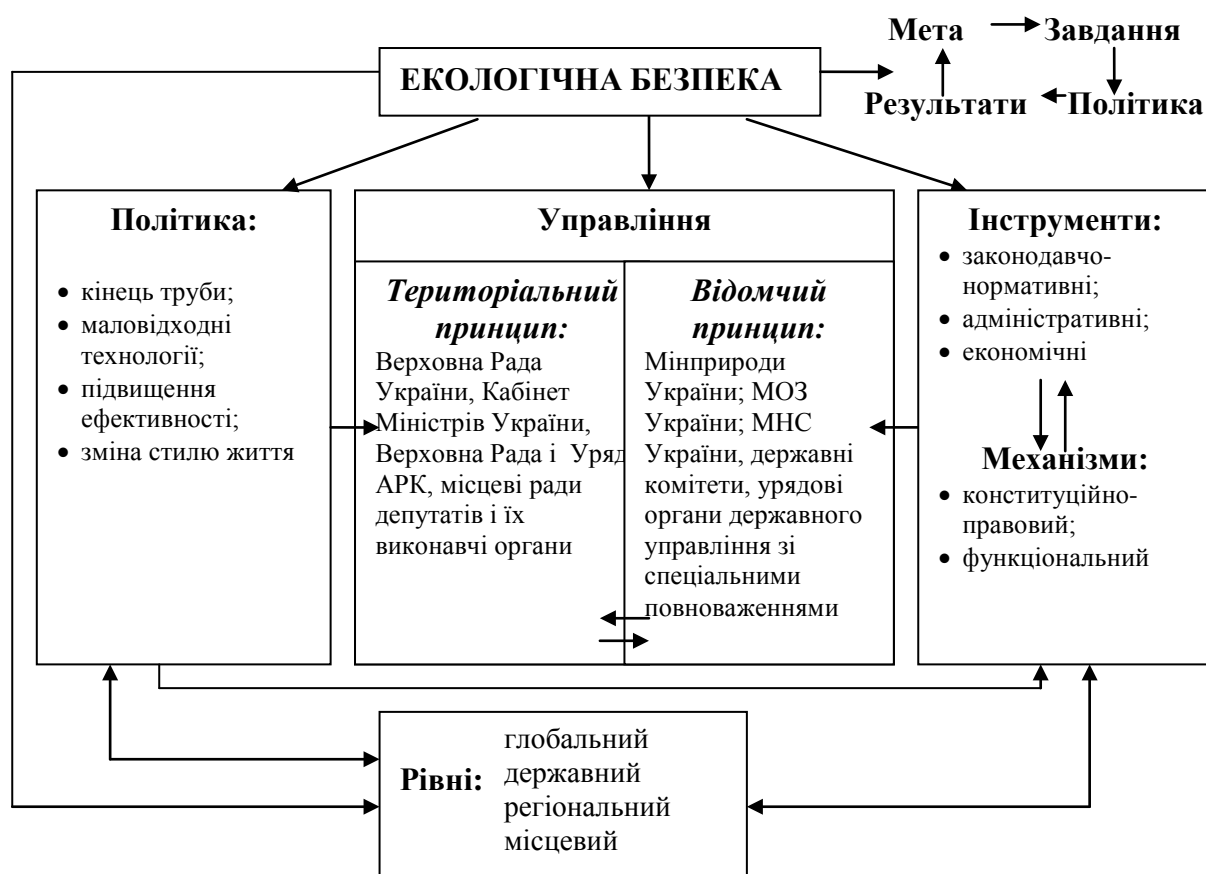 Мета Завдання
ЕКОЛОГІЧНА БЕЗПЕКА
Результати Політика
Політика:
• кінець труби;
• маловідходні
технології;
• підвищення
ефективності;
• зміна стилю життя
Управління
Територіальний
принцип:
Верховна Рада
України, Кабінет
Міністрів України,
Верховна Рада і Уряд
АРК, місцеві ради
депутатів і їх
виконавчі органи
Відомчий
принцип:
Мінприроди
України; МОЗ
України; МНС
України, державні
комітети, урядові
органи державного
управління зі
спеціальними
повноваженнями
Інструменти:
• законодавчо-
нормативні;
• адміністративні;
• економічні
Механізми:
• конституційно-
правовий;
• функціональний
Рівні:
глобальний
державний
регіональний
місцевий